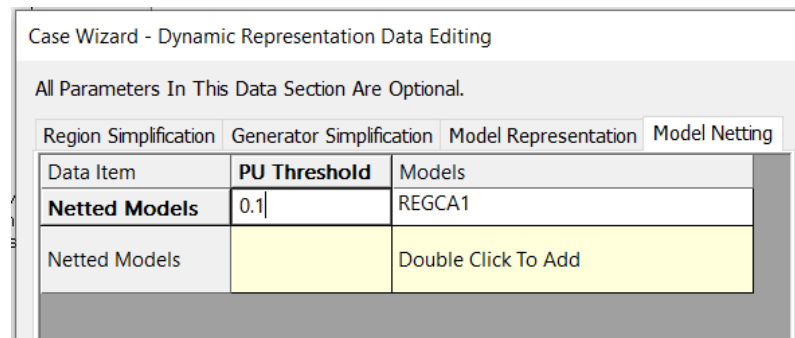 Case Wizard - Dynamic Representation Data Editing
All Parameters In This Data Section Are Optional.
Region Simplification Generator Simplification Model Representation Model Netting
Data Item PU Threshold Models
Netted Models 0.1 REGCA1
Netted Models Double Click To Add